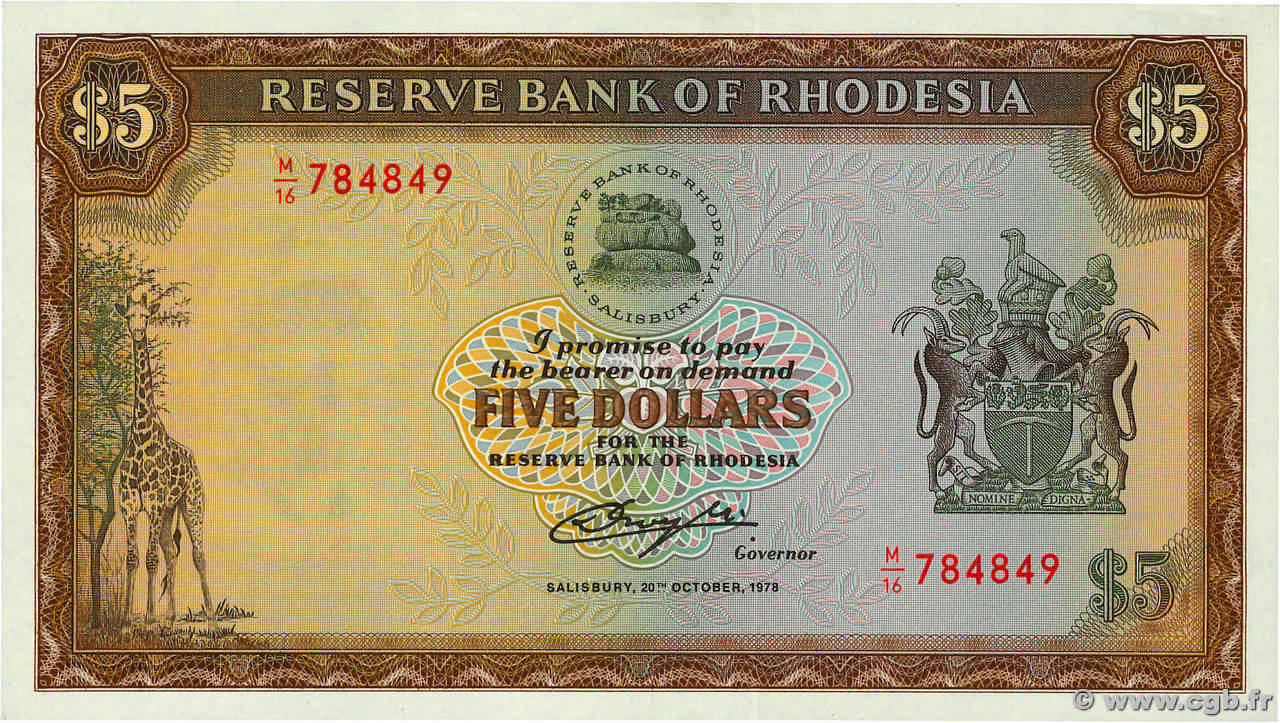 $5 RESERVE BANK OF RHODESIA $5
M/16 784849
RESERVE BANK OF RHODESIA.
SALISBURY.
I promise to pay
the bearer on demand
FIVE DOLLARS
FOR THE
RESERVE BANK OF RHODESIA
SIT NOMINE DIGNA
Governor
M/16 784849 $5
SALISBURY, 20TH OCTOBER, 1978
© www.cgb.fr